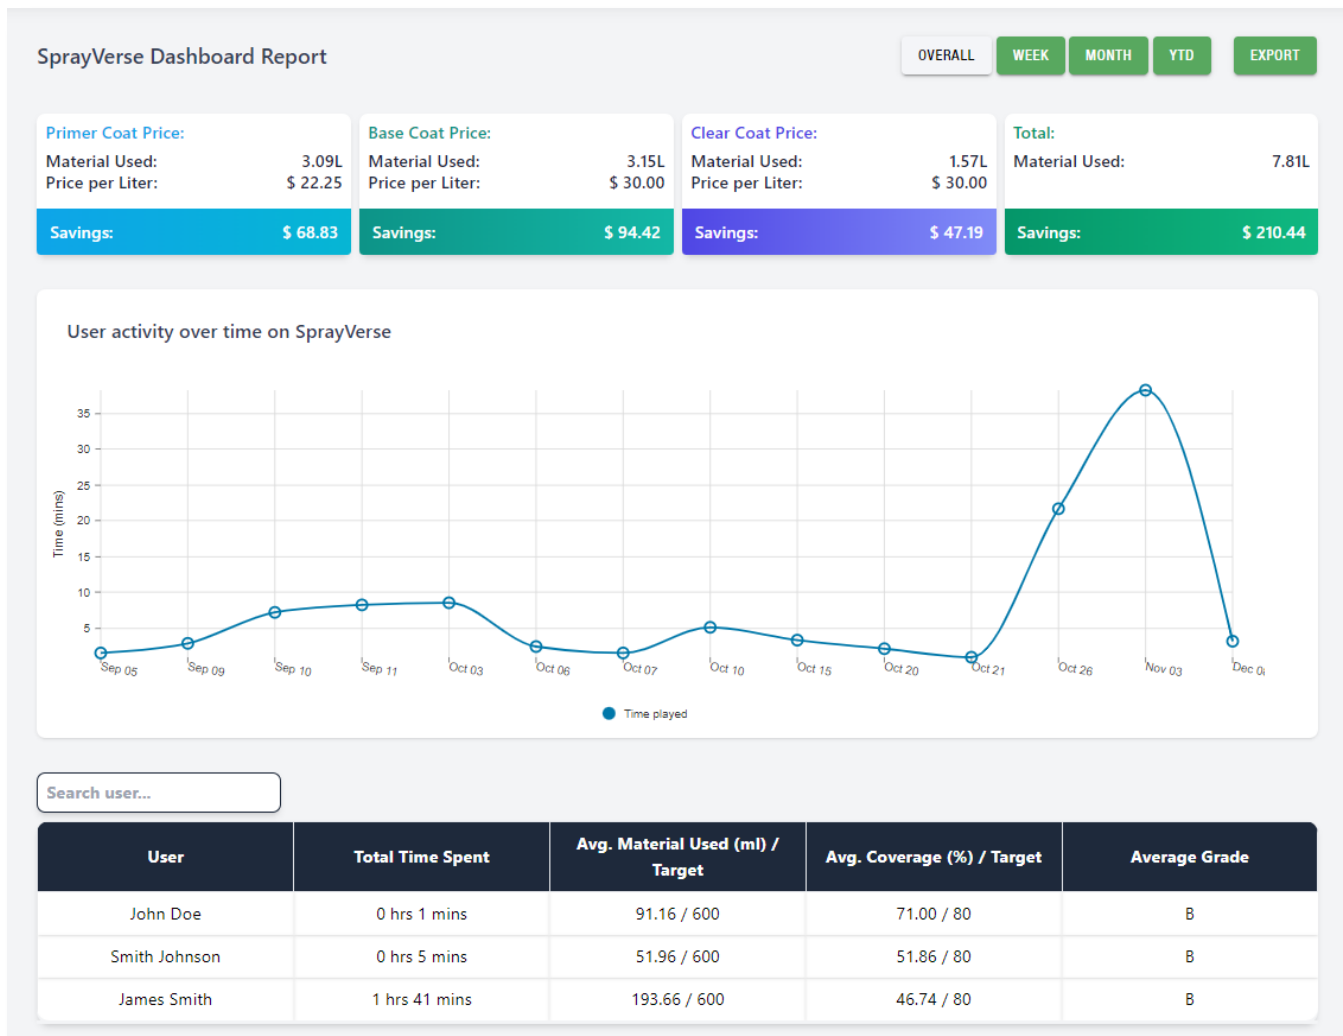 SprayVerse Dashboard Report
OVERALL WEEK MONTH YTD EXPORT
Primer Coat Price:
Material Used: 3.09L
Price per Liter: $ 22.25
Savings: $ 68.83
Base Coat Price:
Material Used: 3.15L
Price per Liter: $ 30.00
Savings: $ 94.42
Clear Coat Price:
Material Used: 1.57L
Price per Liter: $ 30.00
Savings: $ 47.19
Total:
Material Used: 7.81L
Savings: $ 210.44
User activity over time on SprayVerse
Time (mins)
35
30
25
20
15
10
5
Sep 05 Sep 09 Sep 10 Sep 11 Oct 03 Oct 06 Oct 07 Oct 10 Oct 15 Oct 20 Oct 21 Oct 26 Nov 03 Dec
Time played
Search user...
User Total Time Spent Avg. Material Used (ml) / Target Avg. Coverage (%) / Target Average Grade
John Doe 0 hrs 1 mins 91.16 / 600 71.00 / 80 B
Smith Johnson 0 hrs 5 mins 51.96 / 600 51.86 / 80 B
James Smith 1 hrs 41 mins 193.66 / 600 46.74 / 80 B